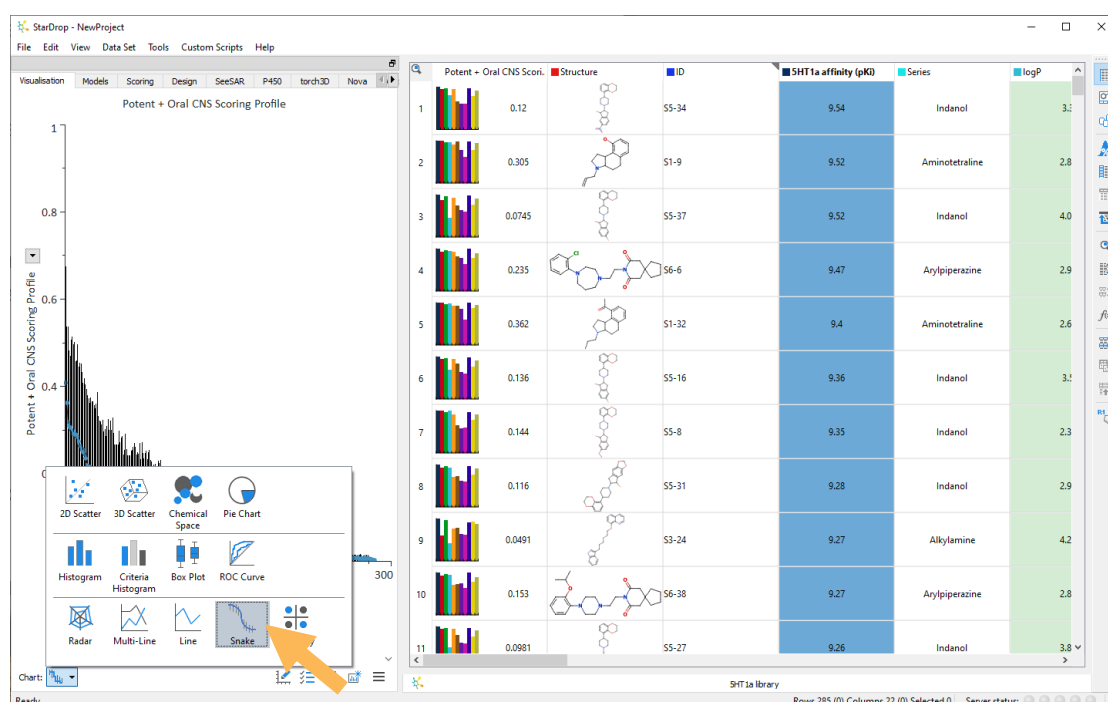 StarDrop - NewProject
File Edit View Data Set Tools Custom Scripts Help
Visualisation Models Scoring Design SeeSAR P450 torch3D Nova
Potent + Oral CNS Scoring Profile
1
0.8
0.6
0.4
Potent + Oral CNS Scoring Profile
300
2D Scatter 3D Scatter Chemical Space Pie Chart
Histogram Criteria Histogram Box Plot ROC Curve
Radar Multi-Line Line Snake
Chart:
Ready
Potent + Oral CNS Scori. Structure ID 5HT1a affinity (pKi) Series logP
1 0.12 S5-34 9.54 Indanol
2 0.305 S1-9 9.52 Aminotetraline 2.8
3 0.0745 S5-37 9.52 Indanol 4.0
4 0.235 Cl S6-6 9.47 Arylpiperazine 2.9
5 0.362 S1-32 9.4 Aminotetraline 2.6
6 0.136 S5-16 9.36 Indanol
7 0.144 S5-8 9.35 Indanol 2.3
8 0.116 S5-31 9.28 Indanol 2.9
9 0.0491 S3-24 9.27 Alkylamine 4.2
10 0.153 S6-38 9.27 Arylpiperazine 2.8
11 0.0981 S5-27 9.26 Indanol 3.8
5HT1a library
Rows 285 (0) Columns 22 (0) Selected 0 Server status: